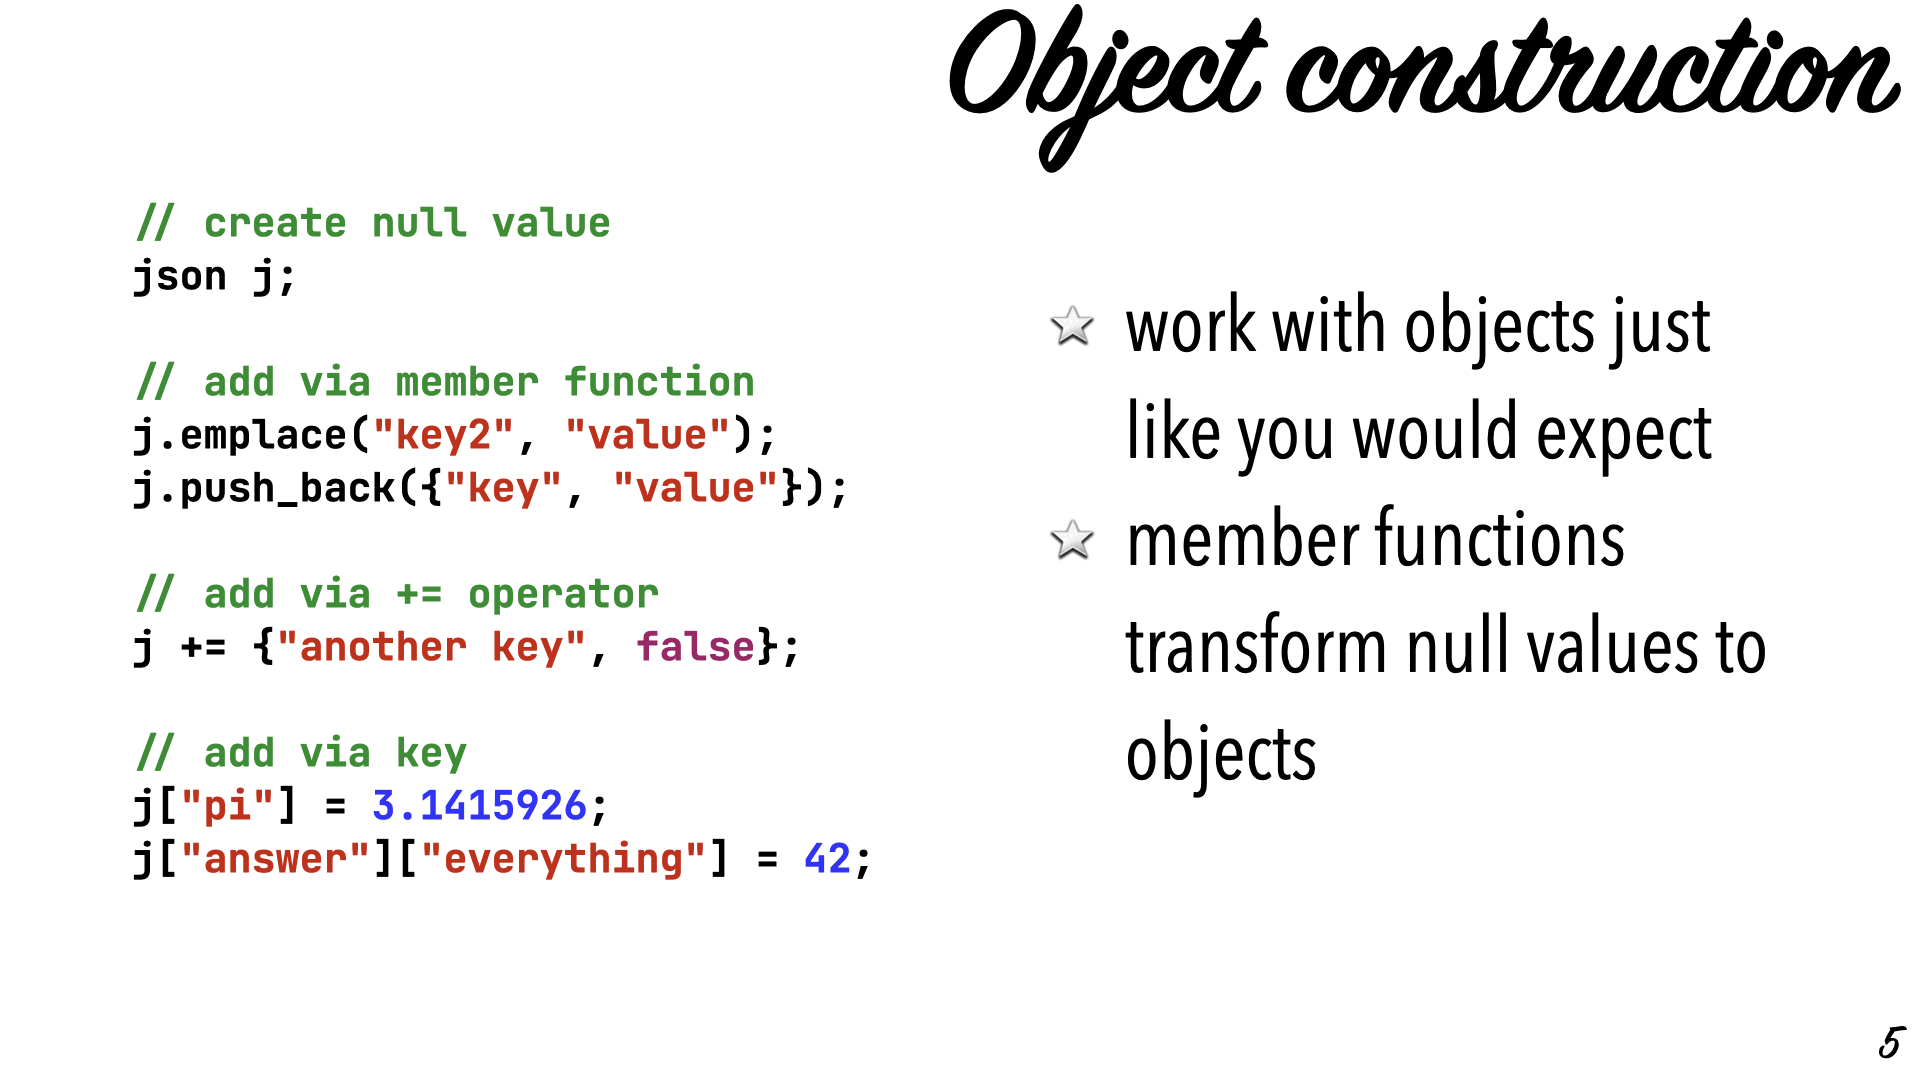 Object construction
// create null value
json j;
// add via member function
j.emplace("key2", "value");
j.push_back({"key", "value"});
// add via += operator
j += {"another key", false};
// add via key
j["pi"] = 3.1415926;
j["answer"]["everything"] = 42;
work with objects just
like you would expect
member functions
transform null values to
objects
5